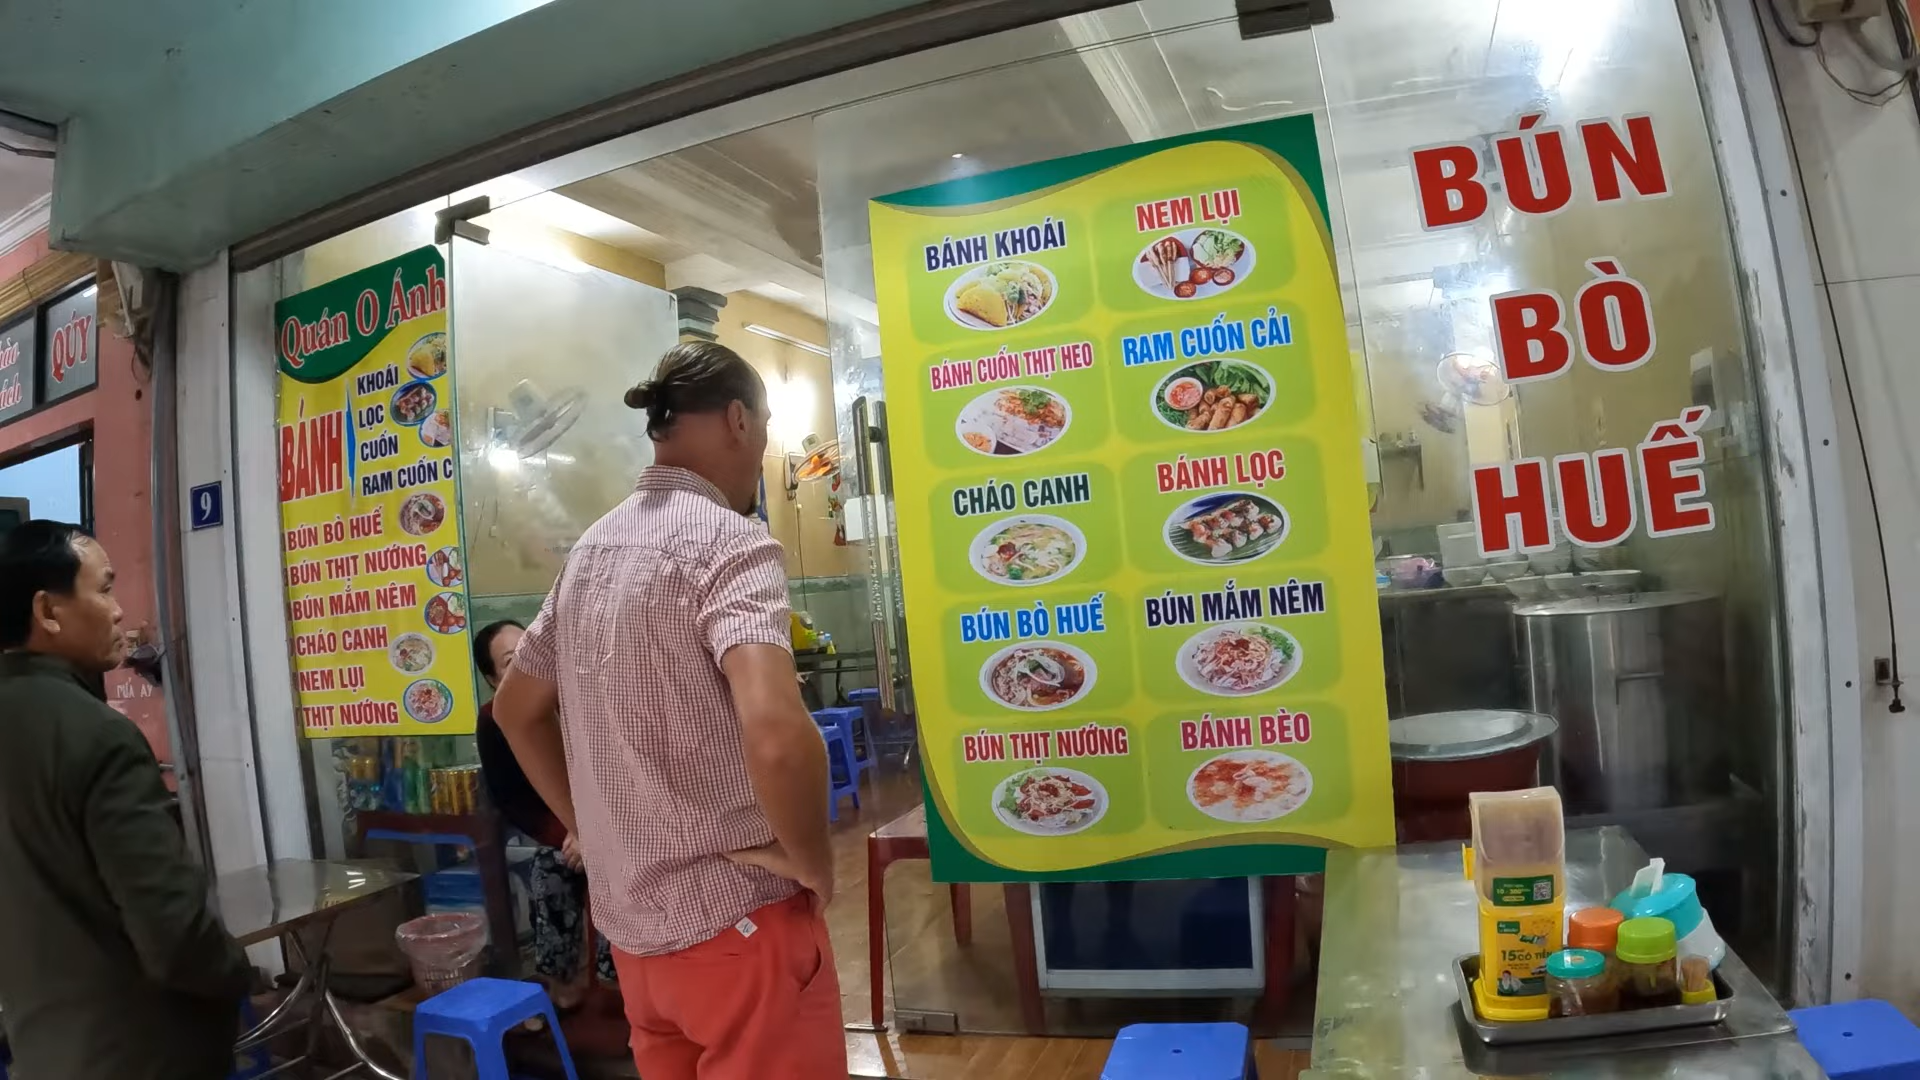 QÚY
9
Quán O Ánh
BÁNH
KHOÁI
LỌC
CUỐN
RAM CUỐN C
BÚN BÒ HUẾ
BÚN THỊT NƯỚNG
BÚN MẮM NÊM
CHÁO CANH
NEM LỤI
THỊT NƯỚNG
BÁNH KHOÁI
NEM LỤI
BÁNH CUỐN THỊT HEO
RAM CUỐN CẢI
CHÁO CANH
BÁNH LỌC
BÚN BÒ HUẾ
BÚN MẮM NÊM
BÚN THỊT NƯỚNG
BÁNH BÈO
BÚN
BÒ
HUẾ